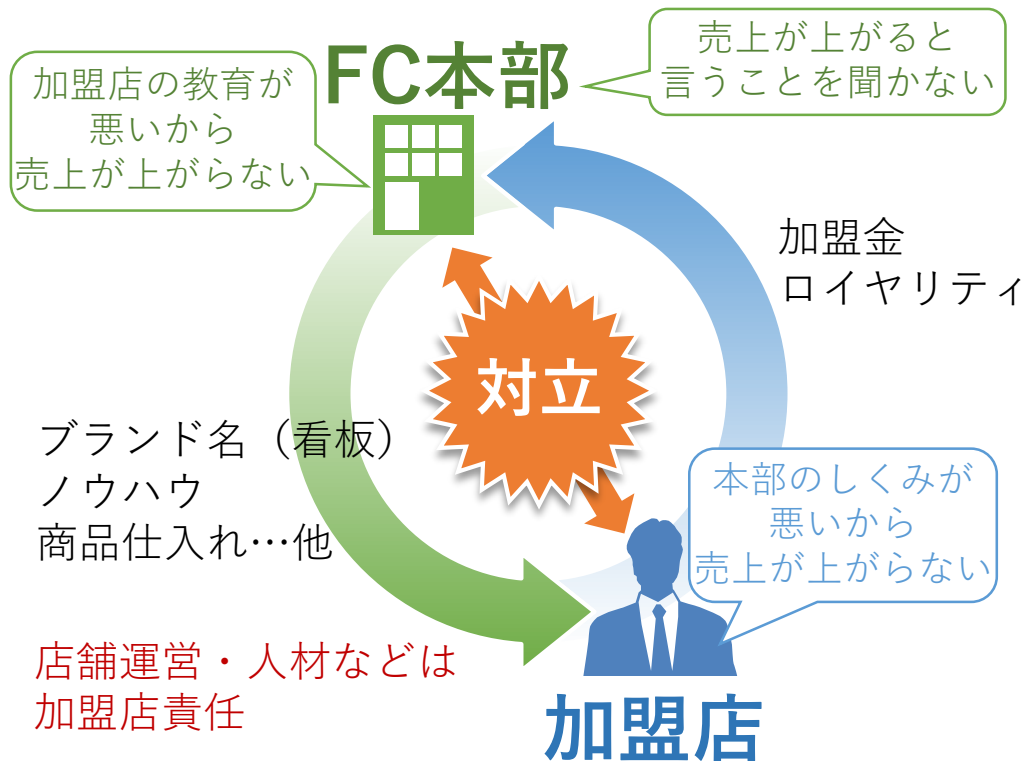 FC本部
売上が上がると
言うことを聞かない
加盟店の教育が
悪いから
売上が上がらない
加盟金
ロイヤリティ
対立
ブランド名（看板）
ノウハウ
商品仕入れ…他
本部のしくみが
悪いから
売上が上がらない
店舗運営・人材などは
加盟店責任
加盟店